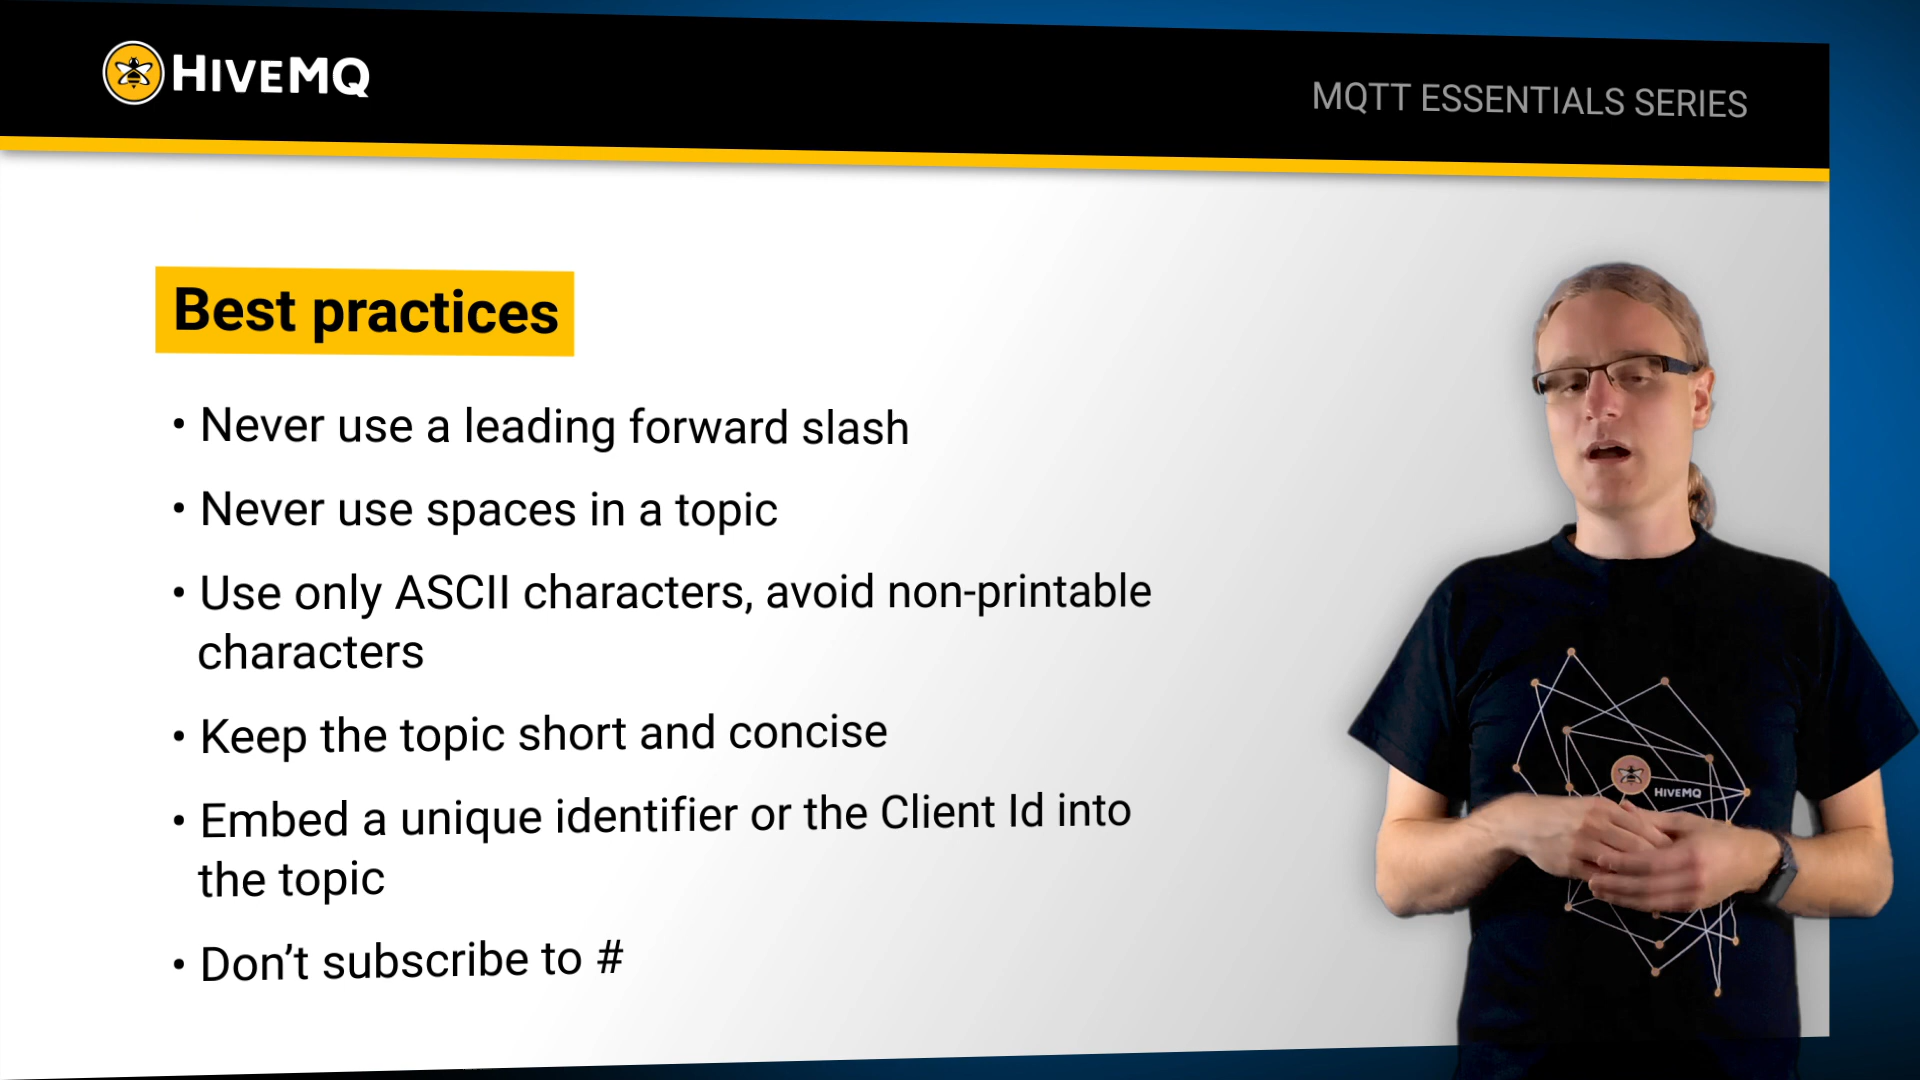 HIVEMQ
MQTT ESSENTIALS SERIES
Best practices
• Never use a leading forward slash
• Never use spaces in a topic
• Use only ASCII characters, avoid non-printable
characters
• Keep the topic short and concise
• Embed a unique identifier or the Client Id into
the topic
• Don’t subscribe to #
HIVEMQ